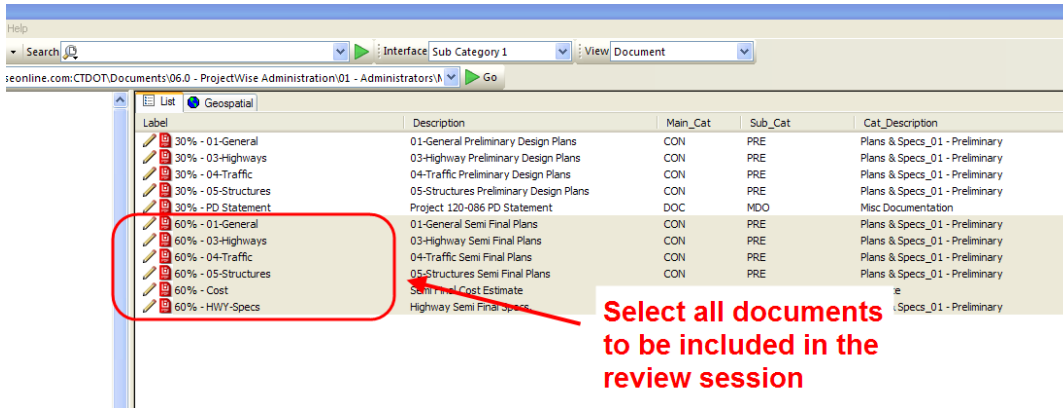 Help
Search Interface Sub Category 1 View Document
seonline.com:CTDOT\Documents\06.0 - ProjectWise Administration\01 - Administrators\ Go
List Geospatial
Label Description Main_Cat Sub_Cat Cat_Description
30% - 01-General 01-General Preliminary Design Plans CON PRE Plans & Specs_01 - Preliminary
30% - 03-Highways 03-Highway Preliminary Design Plans CON PRE Plans & Specs_01 - Preliminary
30% - 04-Traffic 04-Traffic Preliminary Design Plans CON PRE Plans & Specs_01 - Preliminary
30% - 05-Structures 05-Structures Preliminary Design Plans CON PRE Plans & Specs_01 - Preliminary
30% - PD Statement Project 120-086 PD Statement DOC MDO Misc Documentation
60% - 01-General 01-General Semi Final Plans CON PRE Plans & Specs_01 - Preliminary
60% - 03-Highways 03-Highway Semi Final Plans CON PRE Plans & Specs_01 - Preliminary
60% - 04-Traffic 04-Traffic Semi Final Plans CON PRE Plans & Specs_01 - Preliminary
60% - 05-Structures 05-Structures Semi Final Plans CON PRE Plans & Specs_01 - Preliminary
60% - Cost Semi Final Cost Estimate
60% - HWY-Specs Highway Semi Final Specs Specs_01 - Preliminary
Select all documents
to be included in the
review session